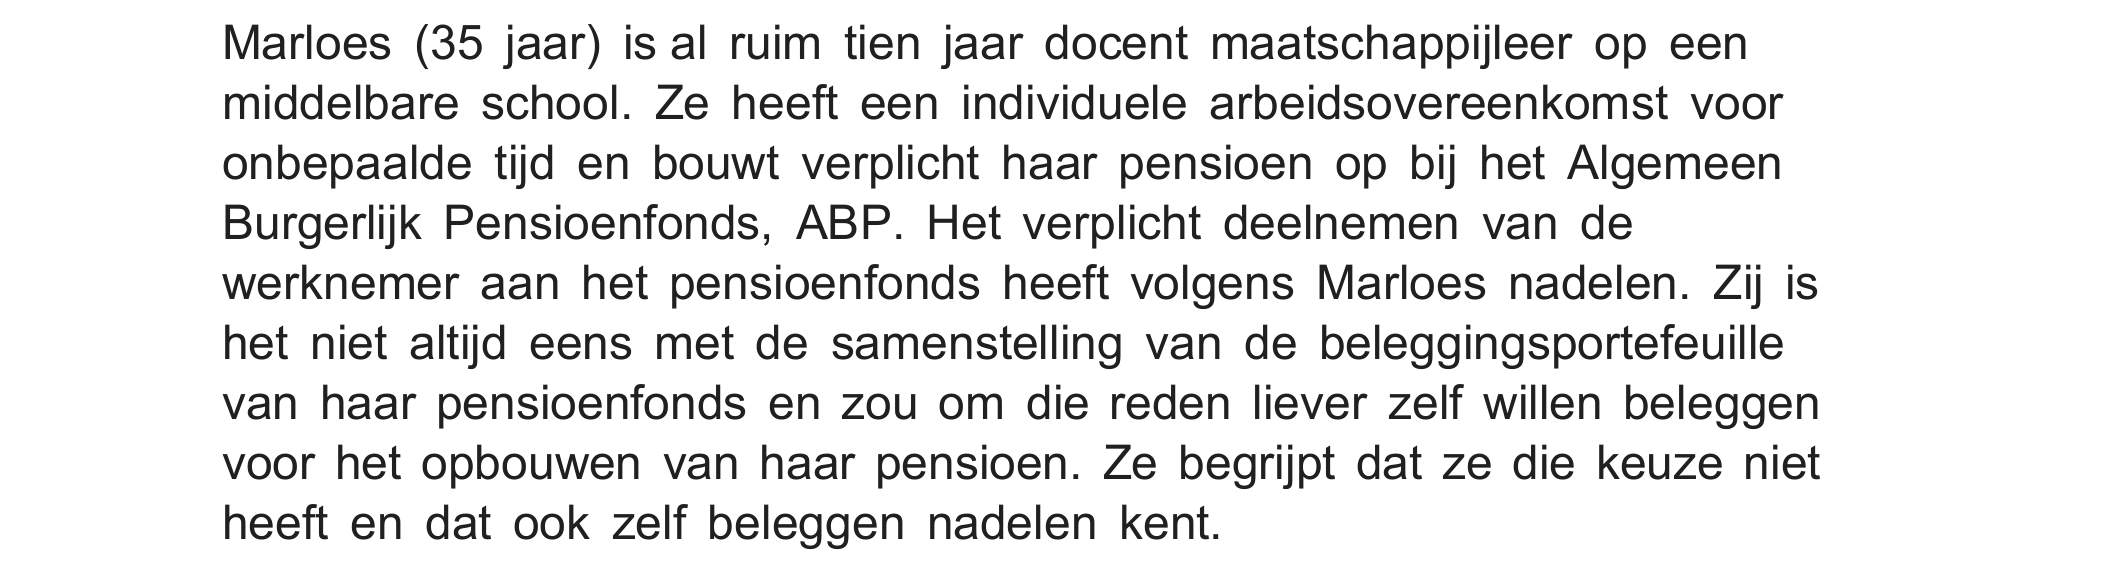 Marloes (35 jaar) is al ruim tien jaar docent maatschappijleer op een
middelbare school. Ze heeft een individuele arbeidsovereenkomst voor
onbepaalde tijd en bouwt verplicht haar pensioen op bij het Algemeen
Burgerlijk Pensioenfonds, ABP. Het verplicht deelnemen van de
werknemer aan het pensioenfonds heeft volgens Marloes nadelen. Zij is
het niet altijd eens met de samenstelling van de beleggingsportefeuille
van haar pensioenfonds en zou om die reden liever zelf willen beleggen
voor het opbouwen van haar pensioen. Ze begrijpt dat ze die keuze niet
heeft en dat ook zelf beleggen nadelen kent.